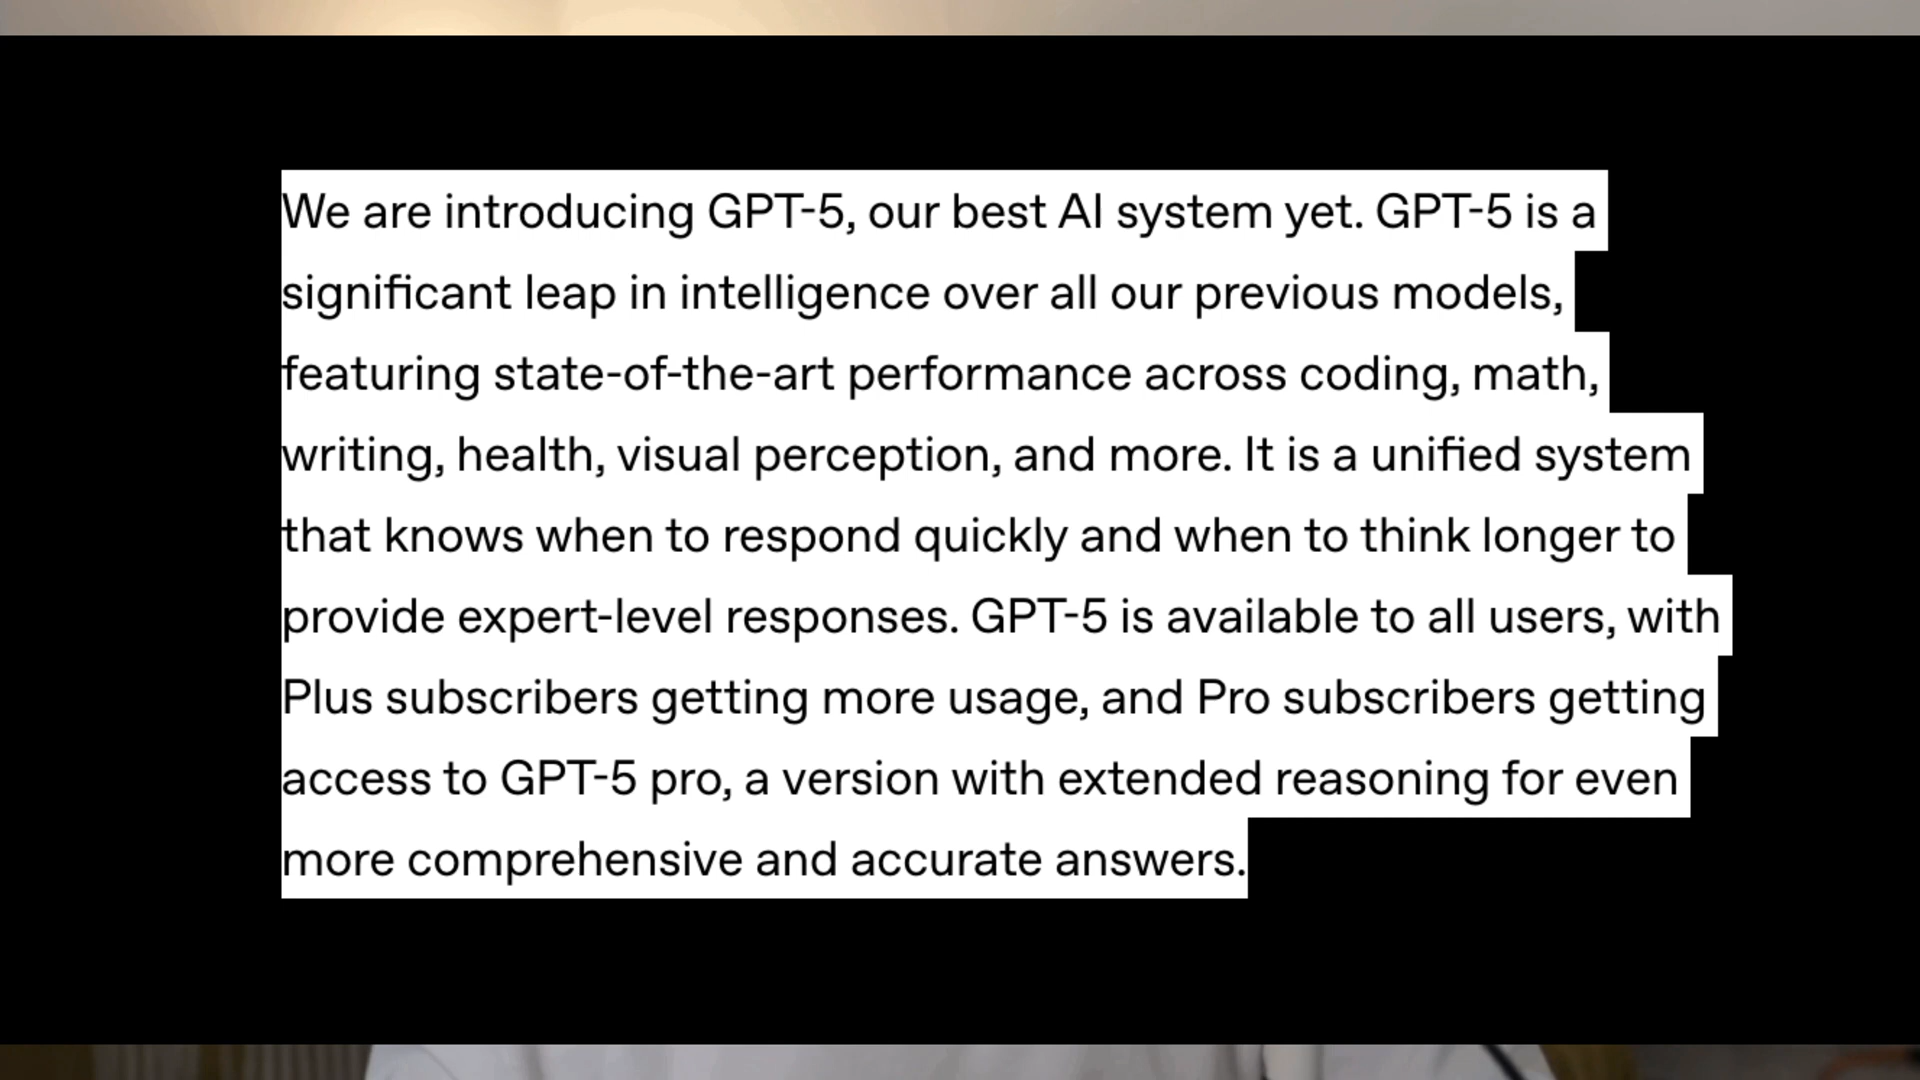 We are introducing GPT-5, our best AI system yet. GPT-5 is a
significant leap in intelligence over all our previous models,
featuring state-of-the-art performance across coding, math,
writing, health, visual perception, and more. It is a unified system
that knows when to respond quickly and when to think longer to
provide expert-level responses. GPT-5 is available to all users, with
Plus subscribers getting more usage, and Pro subscribers getting
access to GPT-5 pro, a version with extended reasoning for even
more comprehensive and accurate answers.